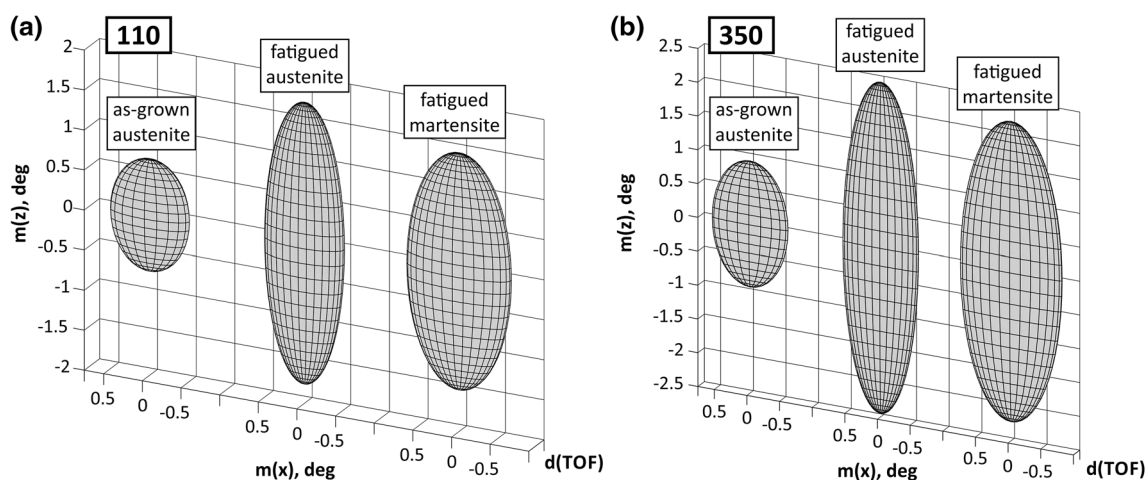 (a)
110
2
1.5
1
0.5
0
-0.5
-1
-1.5
-2
m(z), deg
as-grown
austenite
fatigued
austenite
fatigued
martensite
0.5 0 -0.5 0.5 0 -0.5 0.5 0 -0.5
m(x), deg
d(TOF)
(b)
350
2.5
2
1.5
1
0.5
0
-0.5
-1
-1.5
-2
-2.5
m(z), deg
as-grown
austenite
fatigued
austenite
fatigued
martensite
0.5 0 -0.5 0.5 0 -0.5 0.5 0 -0.5
m(x), deg
d(TOF)